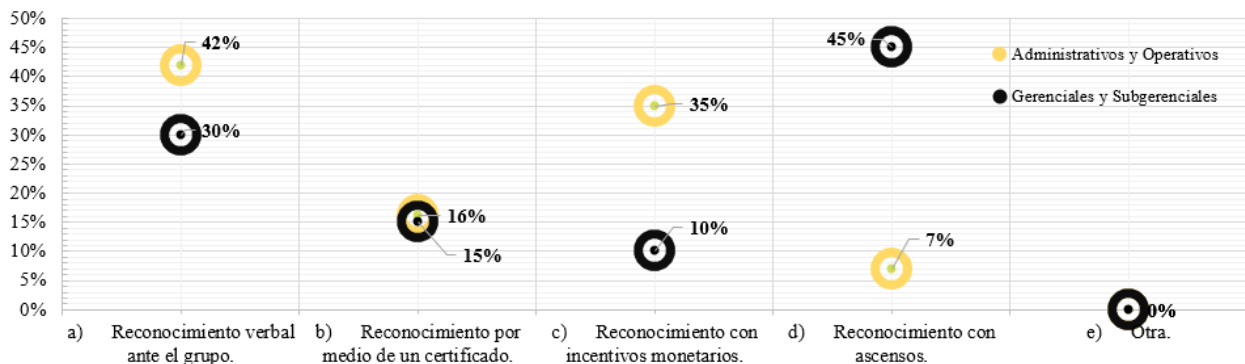 50%
45%
40%
35%
30%
25%
20%
15%
10%
5%
0%
42%
30%
16%
15%
35%
10%
45%
7%
0%
Administrativos y Operativos
Gerenciales y Subgerenciales
a) Reconocimiento verbal
ante el grupo.
b) Reconocimiento por
medio de un certificado.
c) Reconocimiento con
incentivos monetarios.
d) Reconocimiento con
ascensos.
e) Otra.